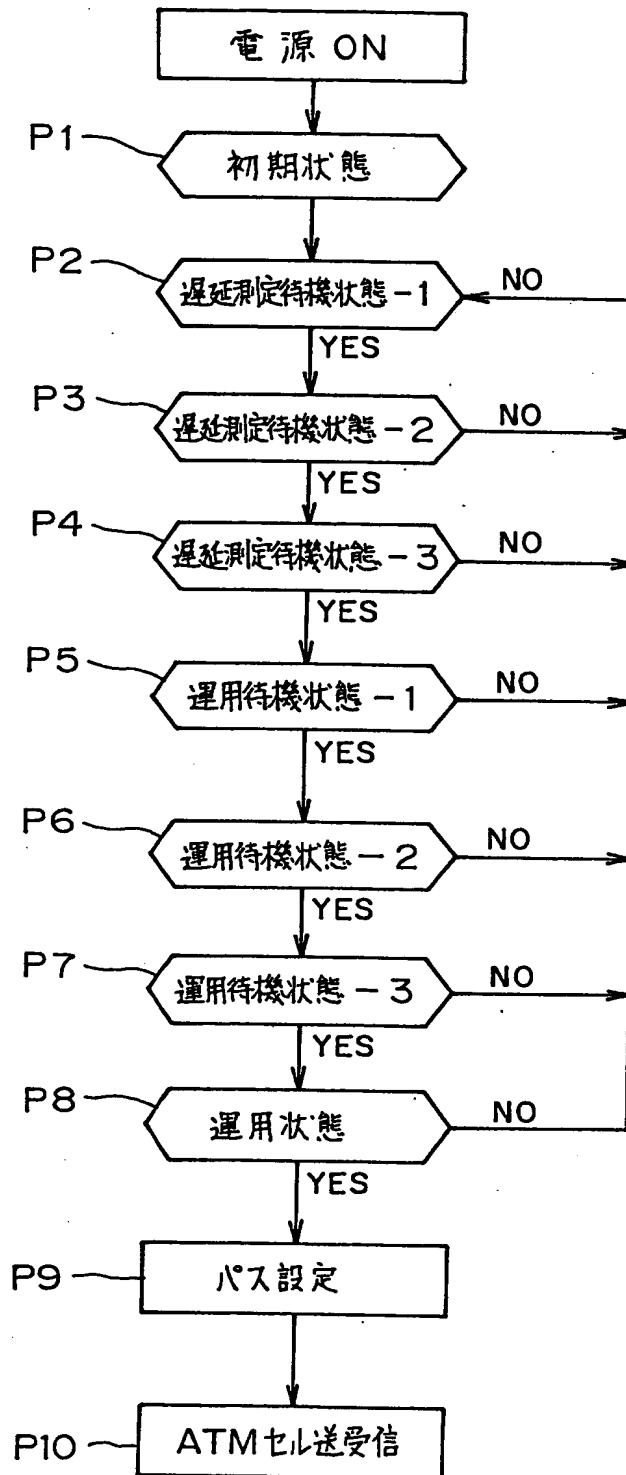 電源 ON
P1
初期状態
P2
遅延測定待機状態-1
NO
YES
P3
遅延測定待機状態-2
NO
YES
P4
遅延測定待機状態-3
NO
YES
P5
運用待機状態-1
NO
YES
P6
運用待機状態-2
NO
YES
P7
運用待機状態-3
NO
YES
P8
運用状態
NO
YES
P9
パス設定
P10
ATMセル送受信